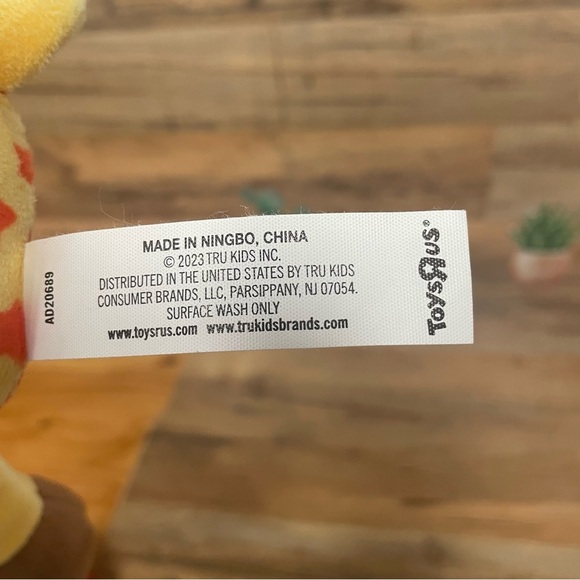 MADE IN NINGBO, CHINA
© 2023 TRU KIDS INC.
DISTRIBUTED IN THE UNITED STATES BY TRU KIDS
CONSUMER BRANDS, LLC, PARSIPPANY, NJ 07054.
SURFACE WASH ONLY
www.toysrus.com www.trukidsbrands.com
AD20689
ToysЯus®